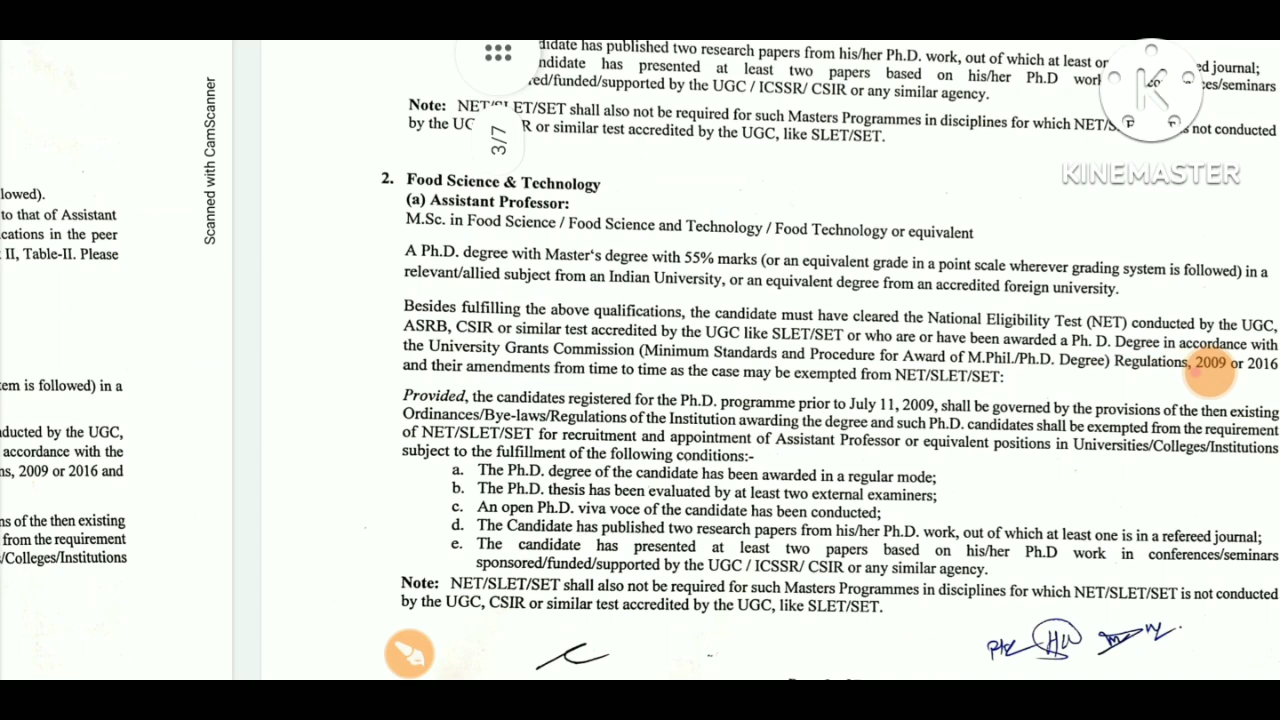 didate has published two research papers from his/her Ph.D. work, out of which at least or ed journal;
ndidate has presented at least two papers based on his/her Ph.D work co ces/seminars
red/funded/supported by the UGC / ICSSR/ CSIR or any similar agency.
Note: NET/SLET/SET shall also not be required for such Masters Programmes in disciplines for which NET/S is not conducted
by the UG R or similar test accredited by the UGC, like SLET/SET.
3/7
K
KINEMASTER
Scanned with CamScanner
lowed).
to that of Assistant
cations in the peer
II, Table-II. Please
em is followed) in a
ducted by the UGC,
accordance with the
ns, 2009 or 2016 and
ns of the then existing
from the requirement
/Colleges/Institutions
2. Food Science & Technology
(a) Assistant Professor:
M.Sc. in Food Science / Food Science and Technology / Food Technology or equivalent
A Ph.D. degree with Master's degree with 55% marks (or an equivalent grade in a point scale wherever grading system is followed) in a
relevant/allied subject from an Indian University, or an equivalent degree from an accredited foreign university.
Besides fulfilling the above qualifications, the candidate must have cleared the National Eligibility Test (NET) conducted by the UGC,
ASRB, CSIR or similar test accredited by the UGC like SLET/SET or who are or have been awarded a Ph. D. Degree in accordance with
the University Grants Commission (Minimum Standards and Procedure for Award of M.Phil./Ph.D. Degree) Regulations, 2009 or 2016
and their amendments from time to time as the case may be exempted from NET/SLET/SET:
Provided, the candidates registered for the Ph.D. programme prior to July 11, 2009, shall be governed by the provisions of the then existing
Ordinances/Bye-laws/Regulations of the Institution awarding the degree and such Ph.D. candidates shall be exempted from the requirement
of NET/SLET/SET for recruitment and appointment of Assistant Professor or equivalent positions in Universities/Colleges/Institutions
subject to the fulfillment of the following conditions:-
a. The Ph.D. degree of the candidate has been awarded in a regular mode;
b. The Ph.D. thesis has been evaluated by at least two external examiners;
c. An open Ph.D. viva voce of the candidate has been conducted;
d. The Candidate has published two research papers from his/her Ph.D. work, out of which at least one is in a refereed journal;
e. The candidate has presented at least two papers based on his/her Ph.D work in conferences/seminars
sponsored/funded/supported by the UGC / ICSSR/ CSIR or any similar agency.
Note: NET/SLET/SET shall also not be required for such Masters Programmes in disciplines for which NET/SLET/SET is not conducted
by the UGC, CSIR or similar test accredited by the UGC, like SLET/SET.